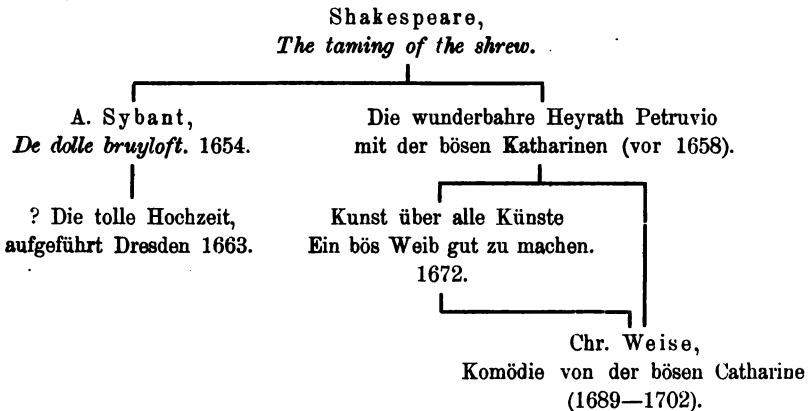 Shakespeare,
The taming of the shrew.
A. Sybant,
De dolle bruyloft. 1654.
Die wunderbahre Heyrath Petruvio
mit der bösen Katharinen (vor 1658).
? Die tolle Hochzeit,
aufgeführt Dresden 1663.
Kunst über alle Künste
Ein bös Weib gut zu machen.
1672.
Chr. Weise,
Komödie von der bösen Catharine
(1689—1702).